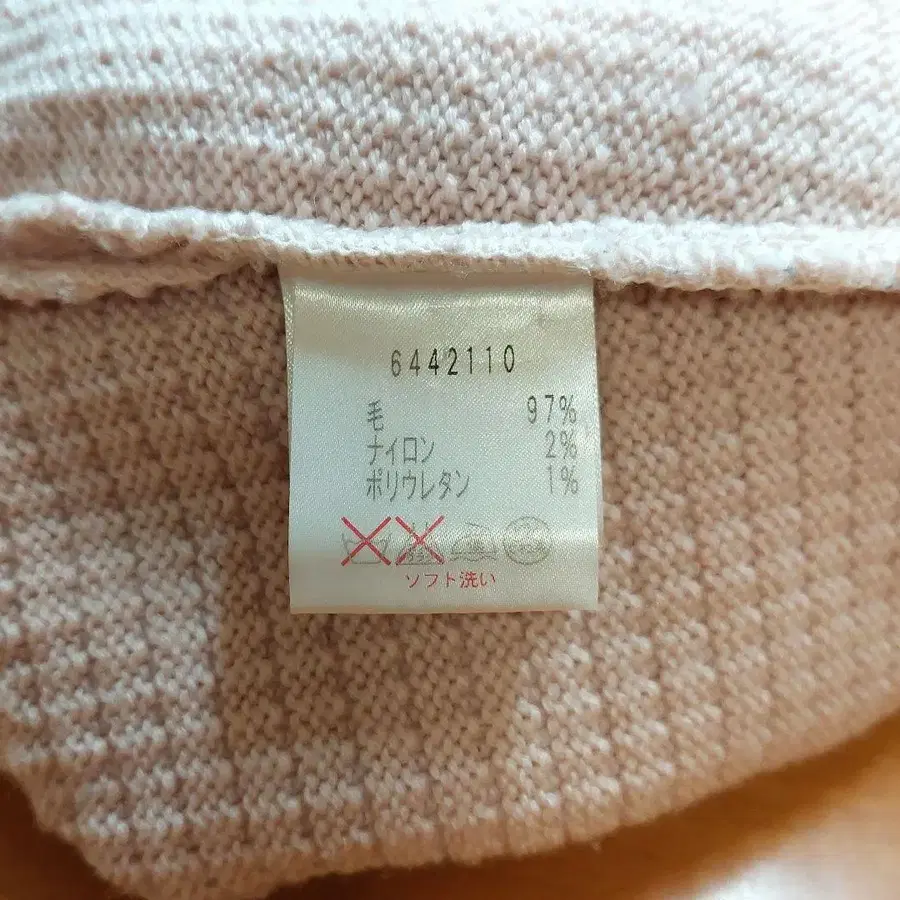 6442110
毛 97%
ナイロン 2%
ポリウレタン 1%
ソフト洗い